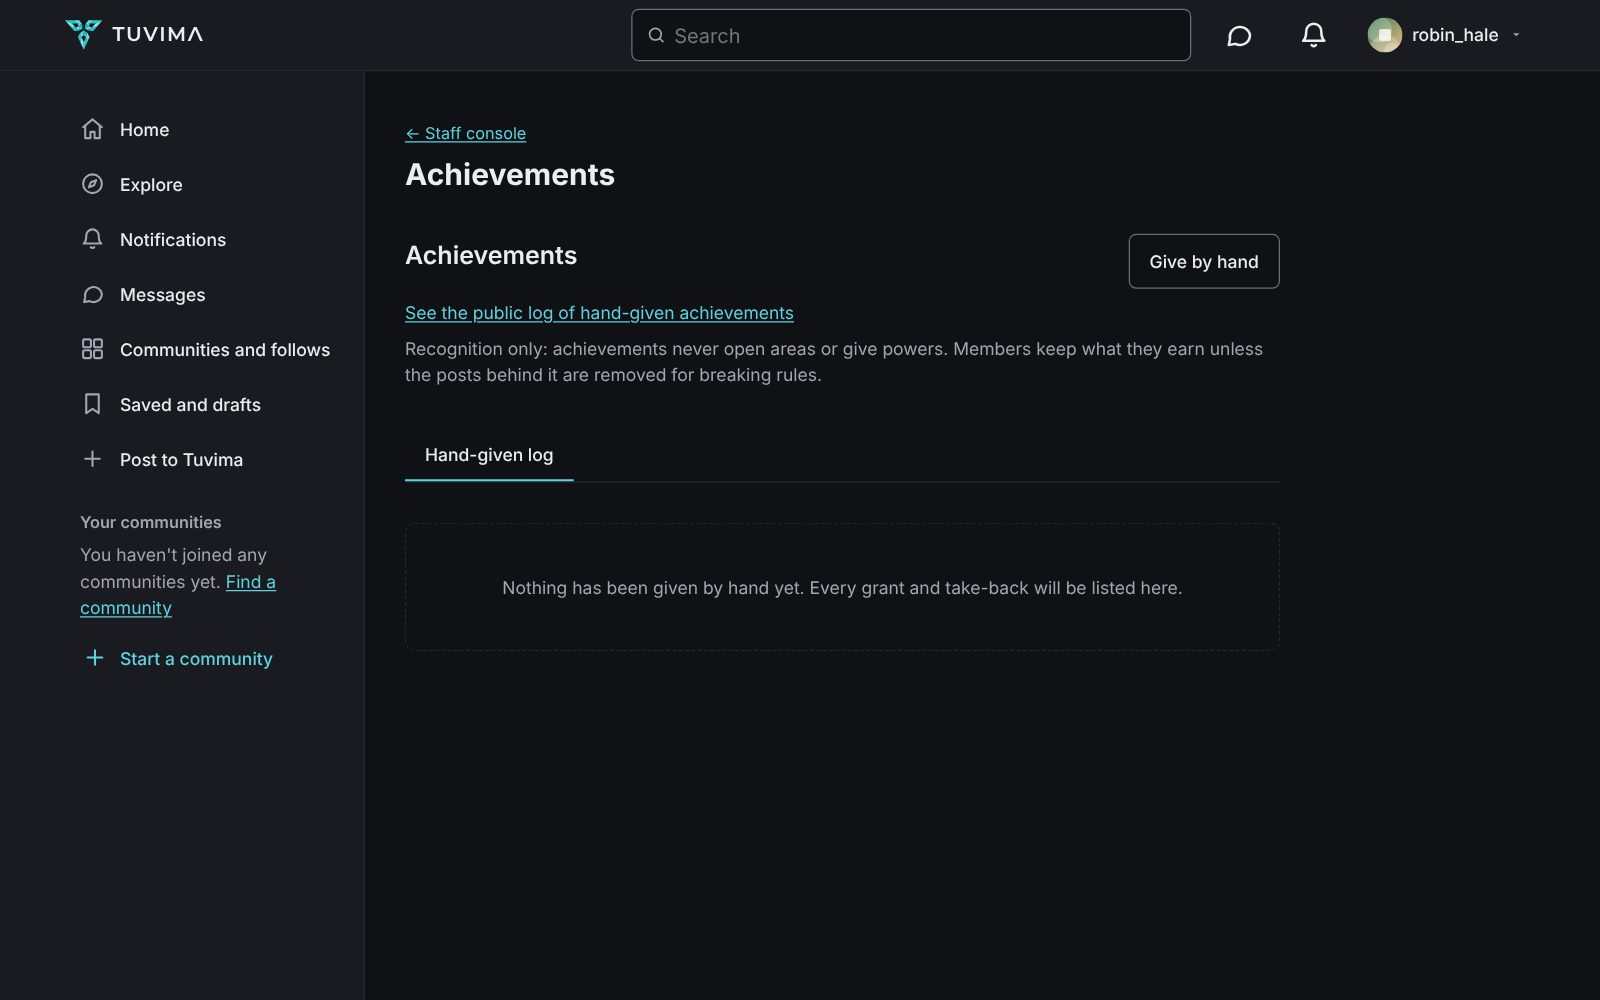 TUVIMA
Search
robin_hale
Home
Explore
Notifications
Messages
Communities and follows
Saved and drafts
Post to Tuvima
Your communities
You haven't joined any
communities yet. Find a
community
Start a community
← Staff console
Achievements
Achievements
Give by hand
See the public log of hand-given achievements
Recognition only: achievements never open areas or give powers. Members keep what they earn unless
the posts behind it are removed for breaking rules.
Hand-given log
Nothing has been given by hand yet. Every grant and take-back will be listed here.